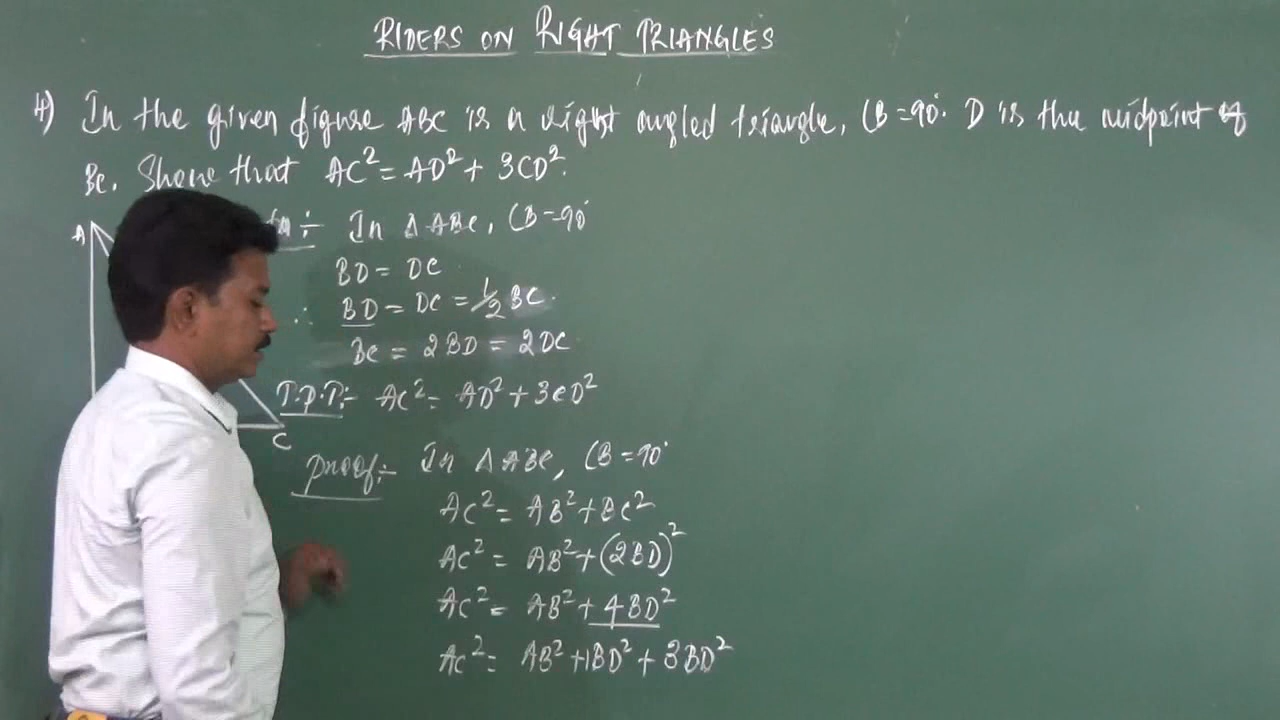 RIDERS ON RIGHT TRIANGLES
4) In the given figure ABC is a right angled triangle, ∠B = 90°. D is the midpoint of
BC. Show that AC² = AD² + 3CD².
A
:- In Δ ABC, ∠B = 90°
BD = DC
∴ BD = DC = 1/2 BC.
BC = 2BD = 2DC
T.P.T:- AC² = AD² + 3CD²
C
Proof:- In Δ ABC, ∠B = 90°
AC² = AB² + BC²
AC² = AB² + (2BD)²
AC² = AB² + 4BD²
AC² = AB² + 1BD² + 3BD²